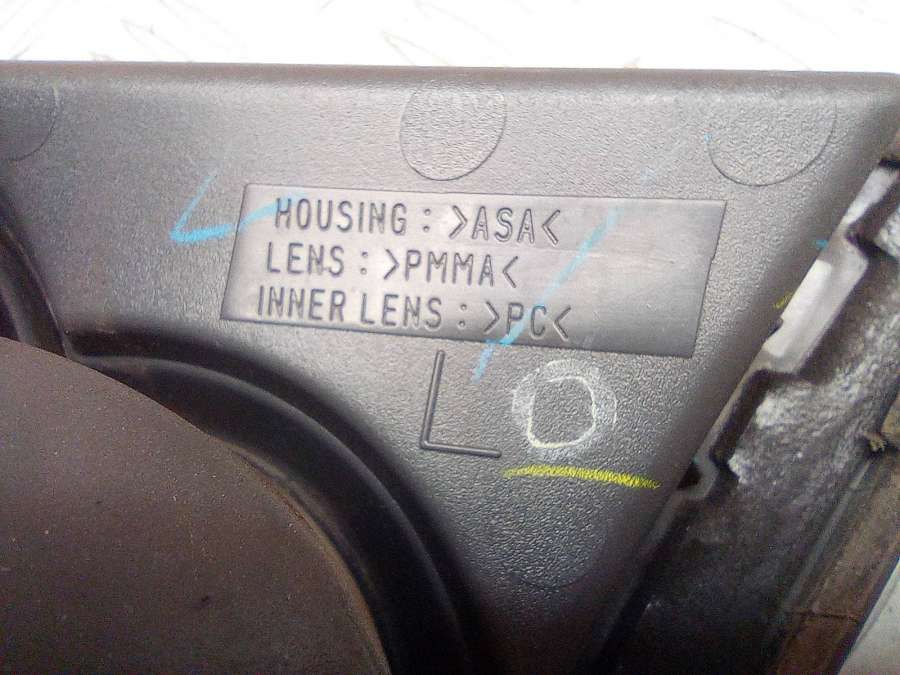 HOUSING : >ASA<
LENS : >PMMA<
INNER LENS : >PC<
L